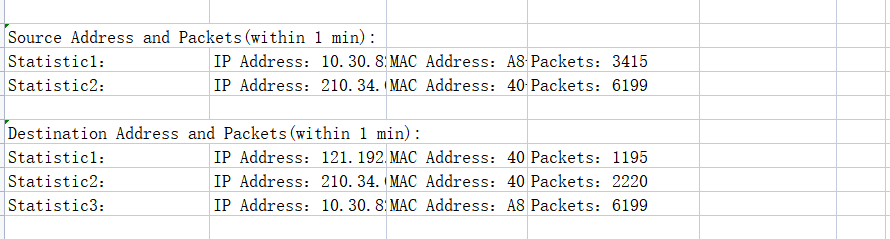 Source Address and Packets(within 1 min):
Statistic1: IP Address: 10.30.8 MAC Address: A8 Packets: 3415
Statistic2: IP Address: 210.34. MAC Address: 40 Packets: 6199
Destination Address and Packets(within 1 min):
Statistic1: IP Address: 121.192. MAC Address: 40 Packets: 1195
Statistic2: IP Address: 210.34. MAC Address: 40 Packets: 2220
Statistic3: IP Address: 10.30.8 MAC Address: A8 Packets: 6199